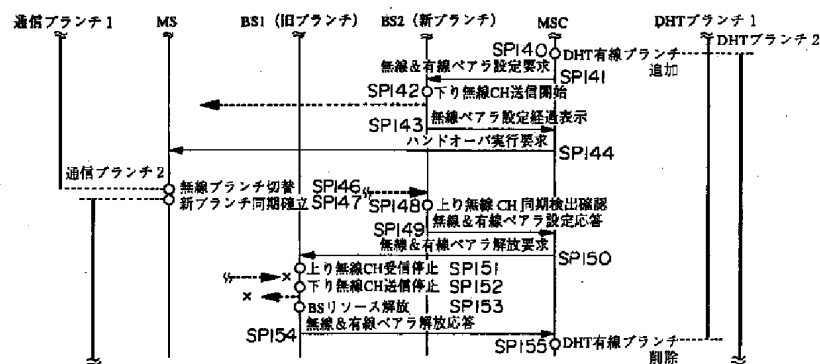 通信ブランチ1
MS
BS1(旧ブランチ)
BS2(新ブランチ)
MSC
DHTブランチ1
DHTブランチ2
SP140
DHT有線ブランチ
追加
無線&有線ベアラ設定要求
SP141
SP142
下り無線CH送信開始
SP143
無線ベアラ設定経過表示
ハンドオーバ実行要求
SP144
通信ブランチ2
無線ブランチ切替
SP146
新ブランチ同期確立
SP147
SP148
上り無線CH同期検出確認
SP149
無線&有線ベアラ設定応答
無線&有線ベアラ解放要求
SP150
上り無線CH受信停止
SP151
×
下り無線CH送信停止
SP152
×
BSリソース解放
SP153
SP154
無線&有線ベアラ解放応答
SP155
DHT有線ブランチ
削除